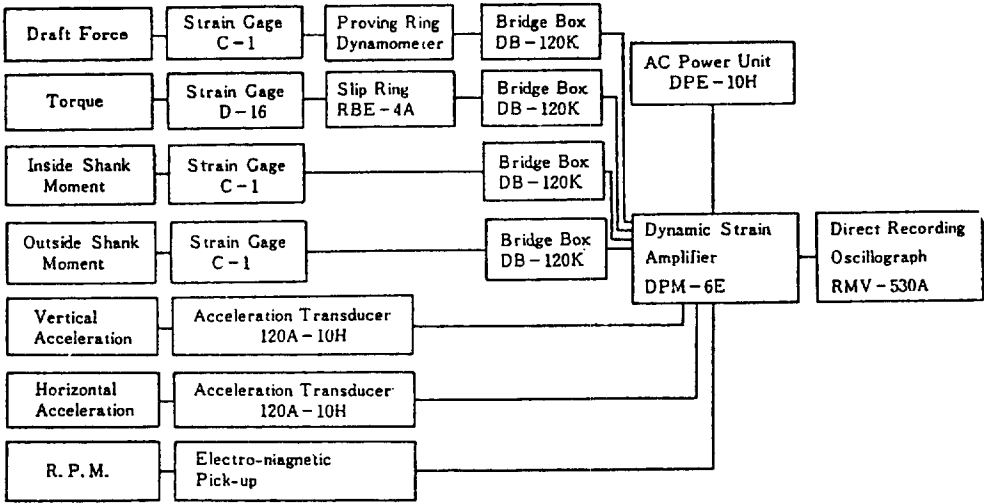 Draft Force
Strain Gage
C-1
Proving Ring
Dynamometer
Bridge Box
DB-120K
AC Power Unit
DPE-10H
Torque
Strain Gage
D-16
Slip Ring
RBE-4A
Bridge Box
DB-120K
Inside Shank
Moment
Strain Gage
C-1
Bridge Box
DB-120K
Outside Shank
Moment
Strain Gage
C-1
Bridge Box
DB-120K
Dynamic Strain
Amplifier
DPM-6E
Direct Recording
Oscillograph
RMV-530A
Vertical
Acceleration
Acceleration Transducer
120A-10H
Horizontal
Acceleration
Acceleration Transducer
120A-10H
R. P. M.
Electro-niagnetic
Pick-up